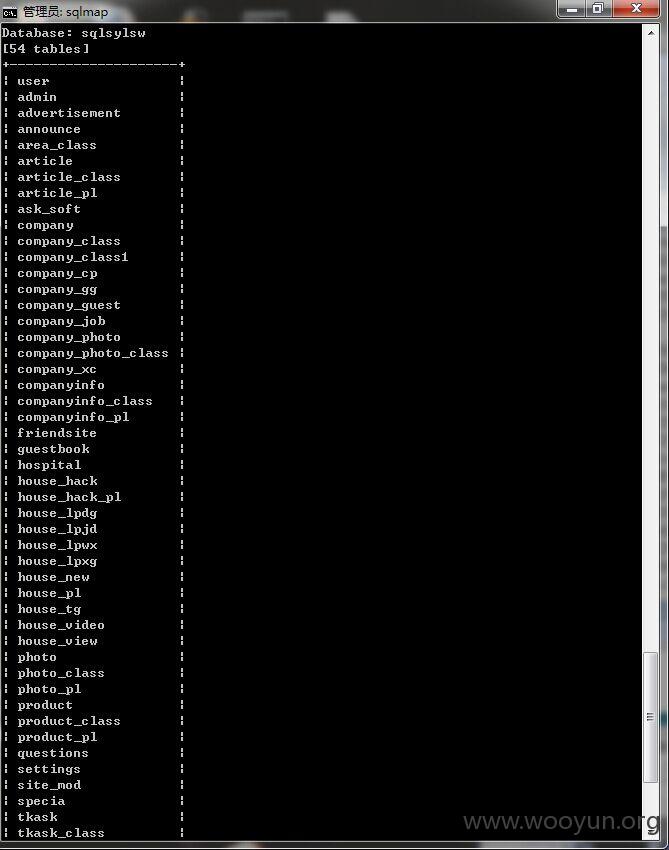 管理员: sqlmap
Database: sqlsylsw
[54 tables]
+---------------------+
¦ user ¦
¦ admin ¦
¦ advertisement ¦
¦ announce ¦
¦ area_class ¦
¦ article ¦
¦ article_class ¦
¦ article_pl ¦
¦ ask_soft ¦
¦ company ¦
¦ company_class ¦
¦ company_class1 ¦
¦ company_cp ¦
¦ company_gg ¦
¦ company_guest ¦
¦ company_job ¦
¦ company_photo ¦
¦ company_photo_class ¦
¦ company_xc ¦
¦ companyinfo ¦
¦ companyinfo_class ¦
¦ companyinfo_pl ¦
¦ friendsite ¦
¦ guestbook ¦
¦ hospital ¦
¦ house_hack ¦
¦ house_hack_pl ¦
¦ house_lpdg ¦
¦ house_lpjd ¦
¦ house_lpwx ¦
¦ house_lpxg ¦
¦ house_new ¦
¦ house_pl ¦
¦ house_tg ¦
¦ house_video ¦
¦ house_view ¦
¦ photo ¦
¦ photo_class ¦
¦ photo_pl ¦
¦ product ¦
¦ product_class ¦
¦ product_pl ¦
¦ questions ¦
¦ settings ¦
¦ site_mod ¦
¦ specia ¦
¦ tkask ¦
¦ tkask_class ¦
www.wooyun.org